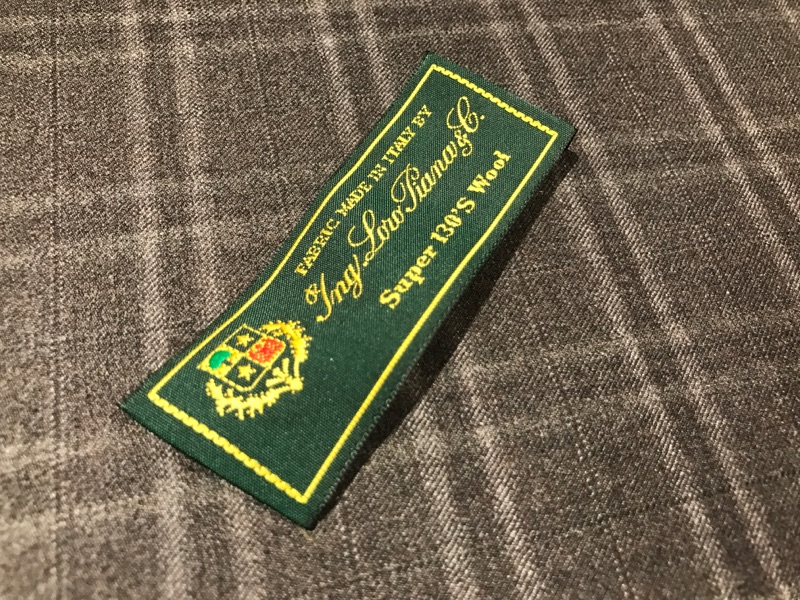 FABRIC MADE IN ITALY BY
Ing Loro Piana & C.
Super 130'S Wool